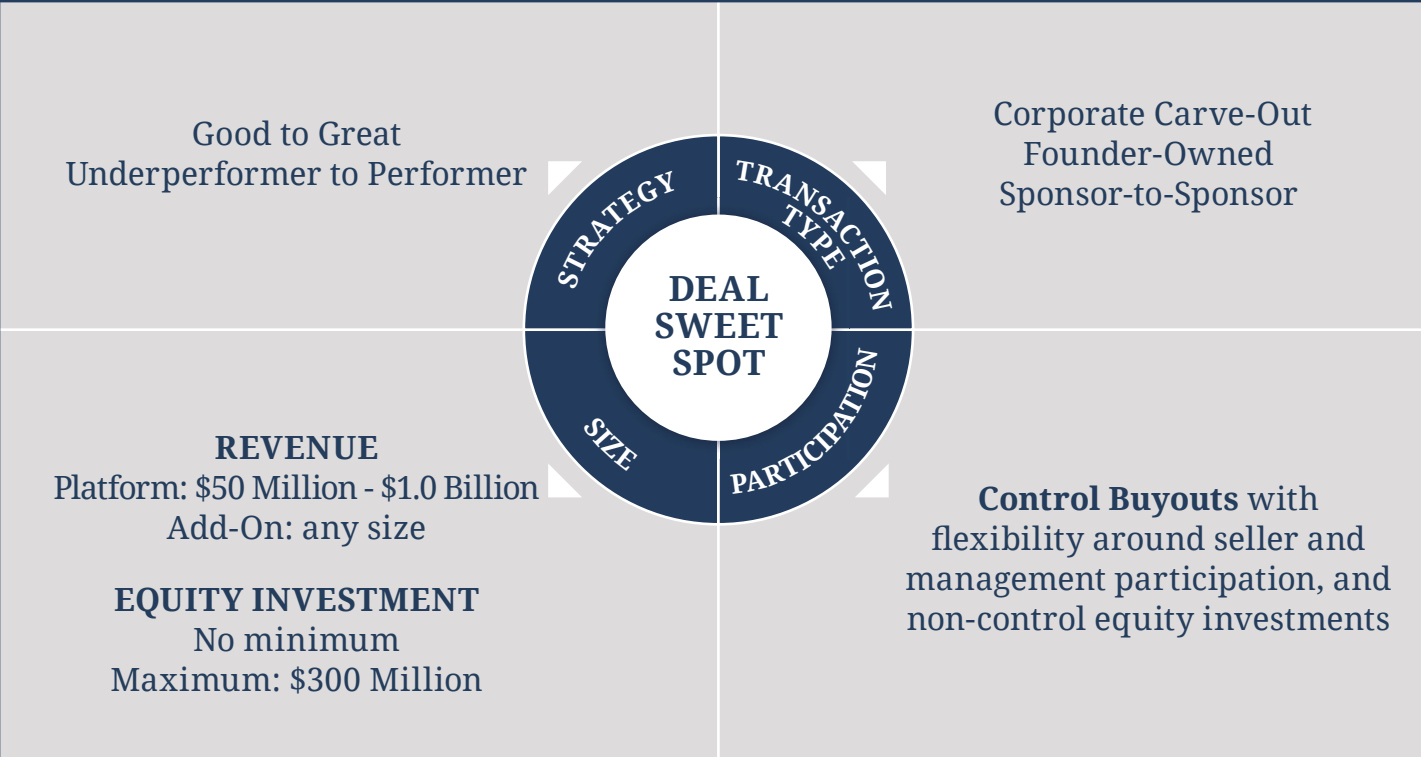 Good to Great
Underperformer to Performer
Corporate Carve-Out
Founder-Owned
Sponsor-to-Sponsor
STRATEGY
TRANSACTION
TYPE
DEAL
SWEET
SPOT
SIZE
PARTICIPATION
REVENUE
Platform: $50 Million - $1.0 Billion
Add-On: any size
EQUITY INVESTMENT
No minimum
Maximum: $300 Million
Control Buyouts with
flexibility around seller and
management participation, and
non-control equity investments